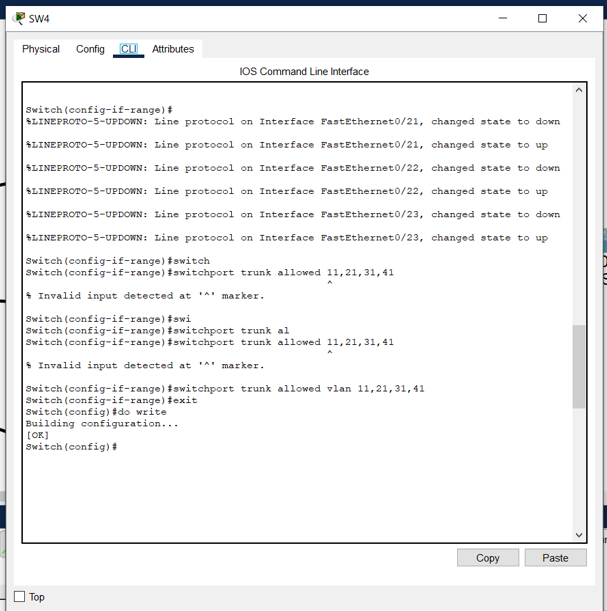 SW4
Physical Config CLI Attributes
IOS Command Line Interface
Switch(config-if-range)#
%LINEPROTO-5-UPDOWN: Line protocol on Interface FastEthernet0/21, changed state to down
%LINEPROTO-5-UPDOWN: Line protocol on Interface FastEthernet0/21, changed state to up
%LINEPROTO-5-UPDOWN: Line protocol on Interface FastEthernet0/22, changed state to down
%LINEPROTO-5-UPDOWN: Line protocol on Interface FastEthernet0/22, changed state to up
%LINEPROTO-5-UPDOWN: Line protocol on Interface FastEthernet0/23, changed state to down
%LINEPROTO-5-UPDOWN: Line protocol on Interface FastEthernet0/23, changed state to up
Switch(config-if-range)#switch
Switch(config-if-range)#switchport trunk allowed 11,21,31,41
^
% Invalid input detected at '^' marker.
Switch(config-if-range)#swi
Switch(config-if-range)#switchport trunk al
Switch(config-if-range)#switchport trunk allowed 11,21,31,41
^
% Invalid input detected at '^' marker.
Switch(config-if-range)#switchport trunk allowed vlan 11,21,31,41
Switch(config-if-range)#exit
Switch(config)#do write
Building configuration...
[OK]
Switch(config)#
Copy Paste
Top